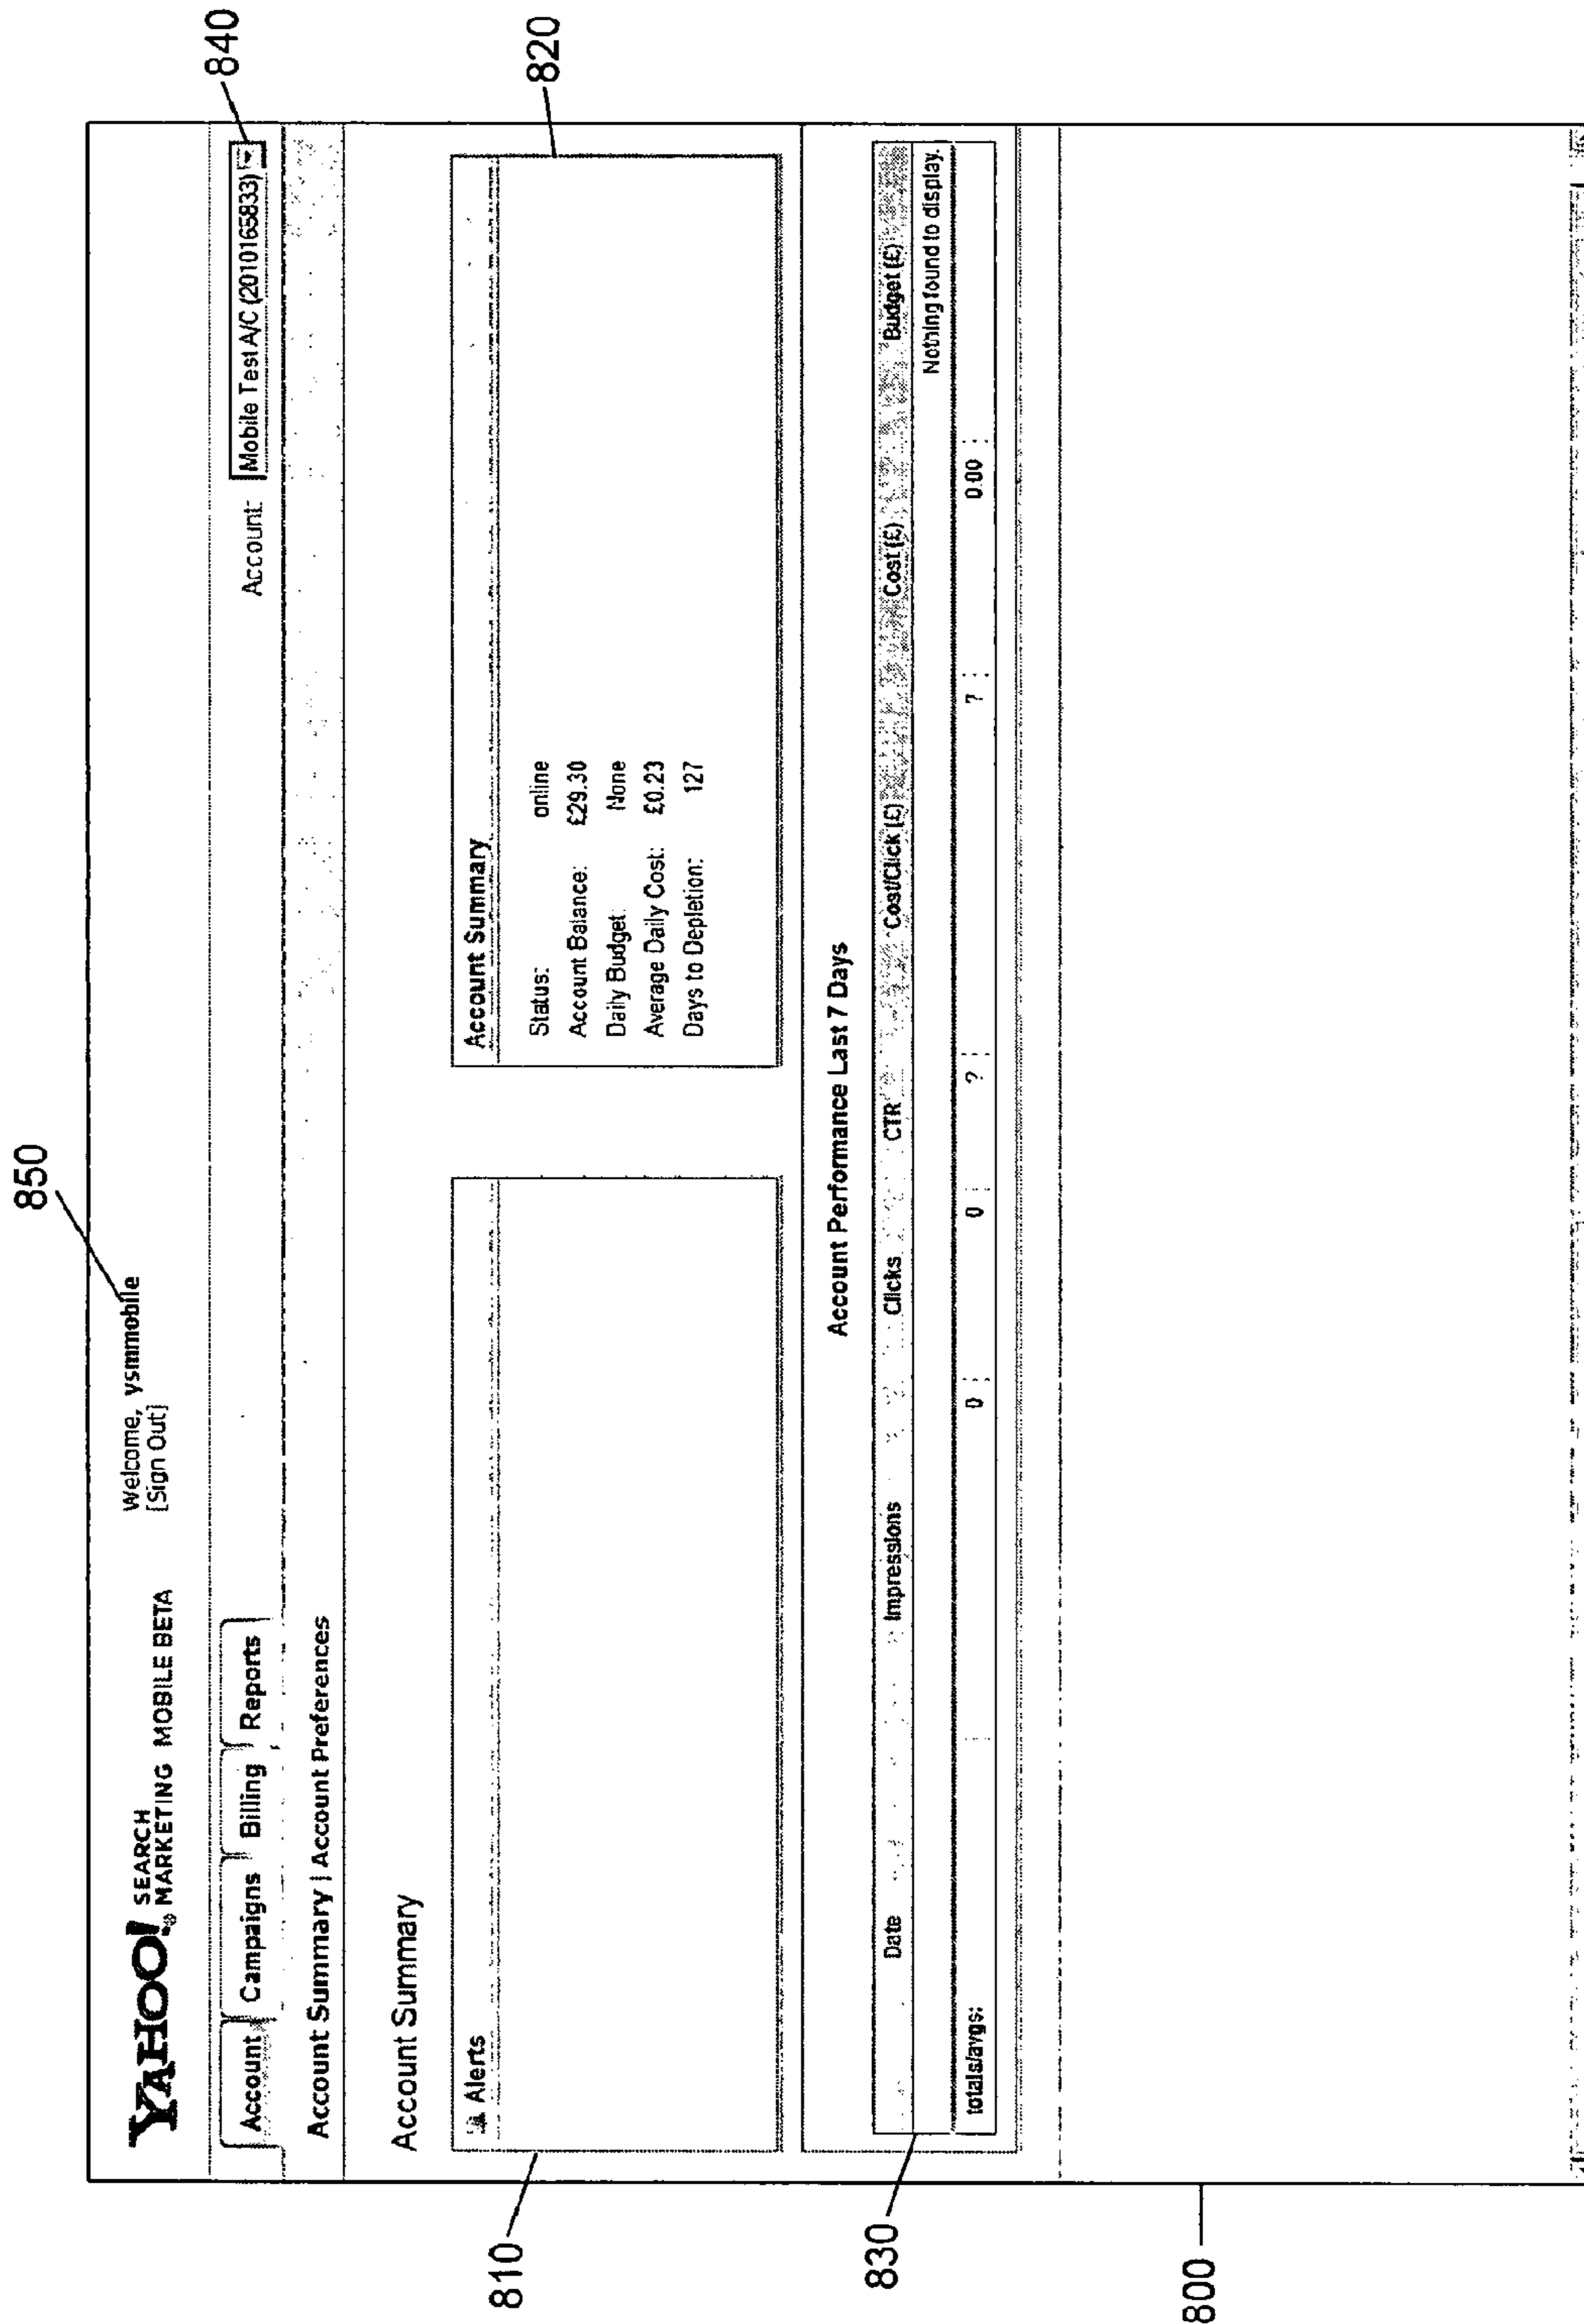 850
YAHOO! SEARCH MARKETING MOBILE BETA
Welcome, ysmmobile
[Sign Out]
840
Account Campaigns Billing Reports
Account: Mobile Test A/C (2010165833)
Account Summary | Account Preferences
Account Summary
810
Alerts
820
Account Summary
Status: online
Account Balance: £29.30
Daily Budget: None
Average Daily Cost: £0.23
Days to Depletion: 127
Account Performance Last 7 Days
830
Date Impressions Clicks CTR Cost/Click (£) Cost (£) Budget (£)
Nothing found to display.
totals/avgs: 0 0 ? ? 0.00
800